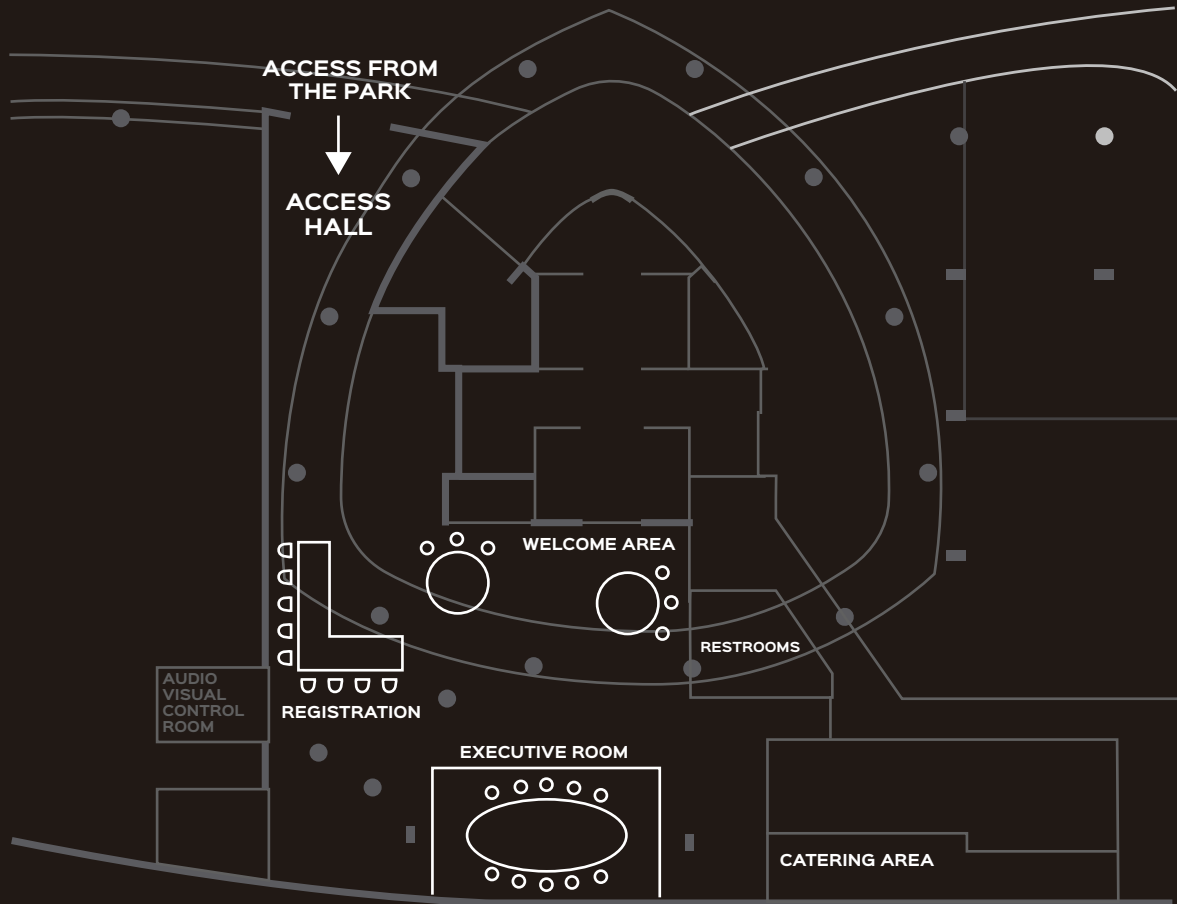 ACCESS FROM
THE PARK
ACCESS
HALL
WELCOME AREA
RESTROOMS
AUDIO
VISUAL
CONTROL
ROOM
REGISTRATION
EXECUTIVE ROOM
CATERING AREA